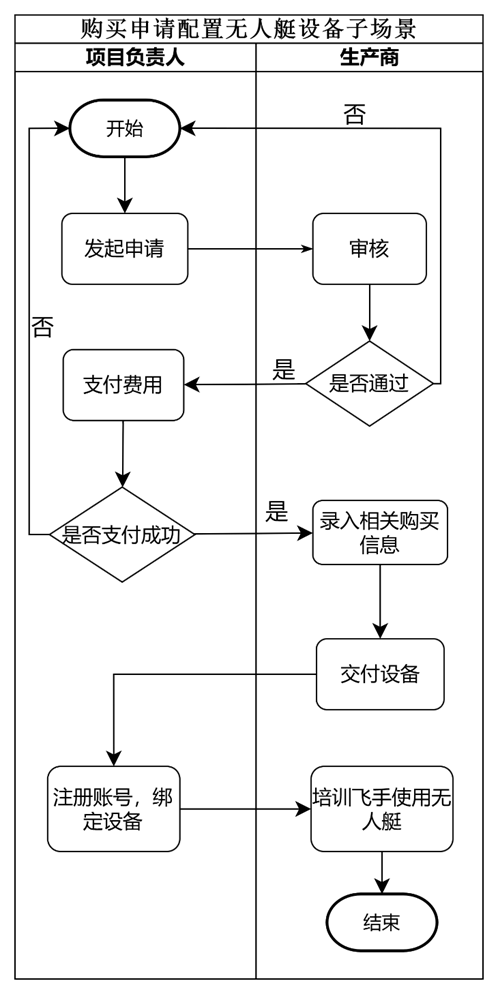 购买申请配置无人艇设备子场景
项目负责人
生产商
开始
否
发起申请
审核
否
支付费用
是
是否通过
是否支付成功
是
录入相关购买
信息
交付设备
注册账号，绑
定设备
培训飞手使用无
人艇
结束